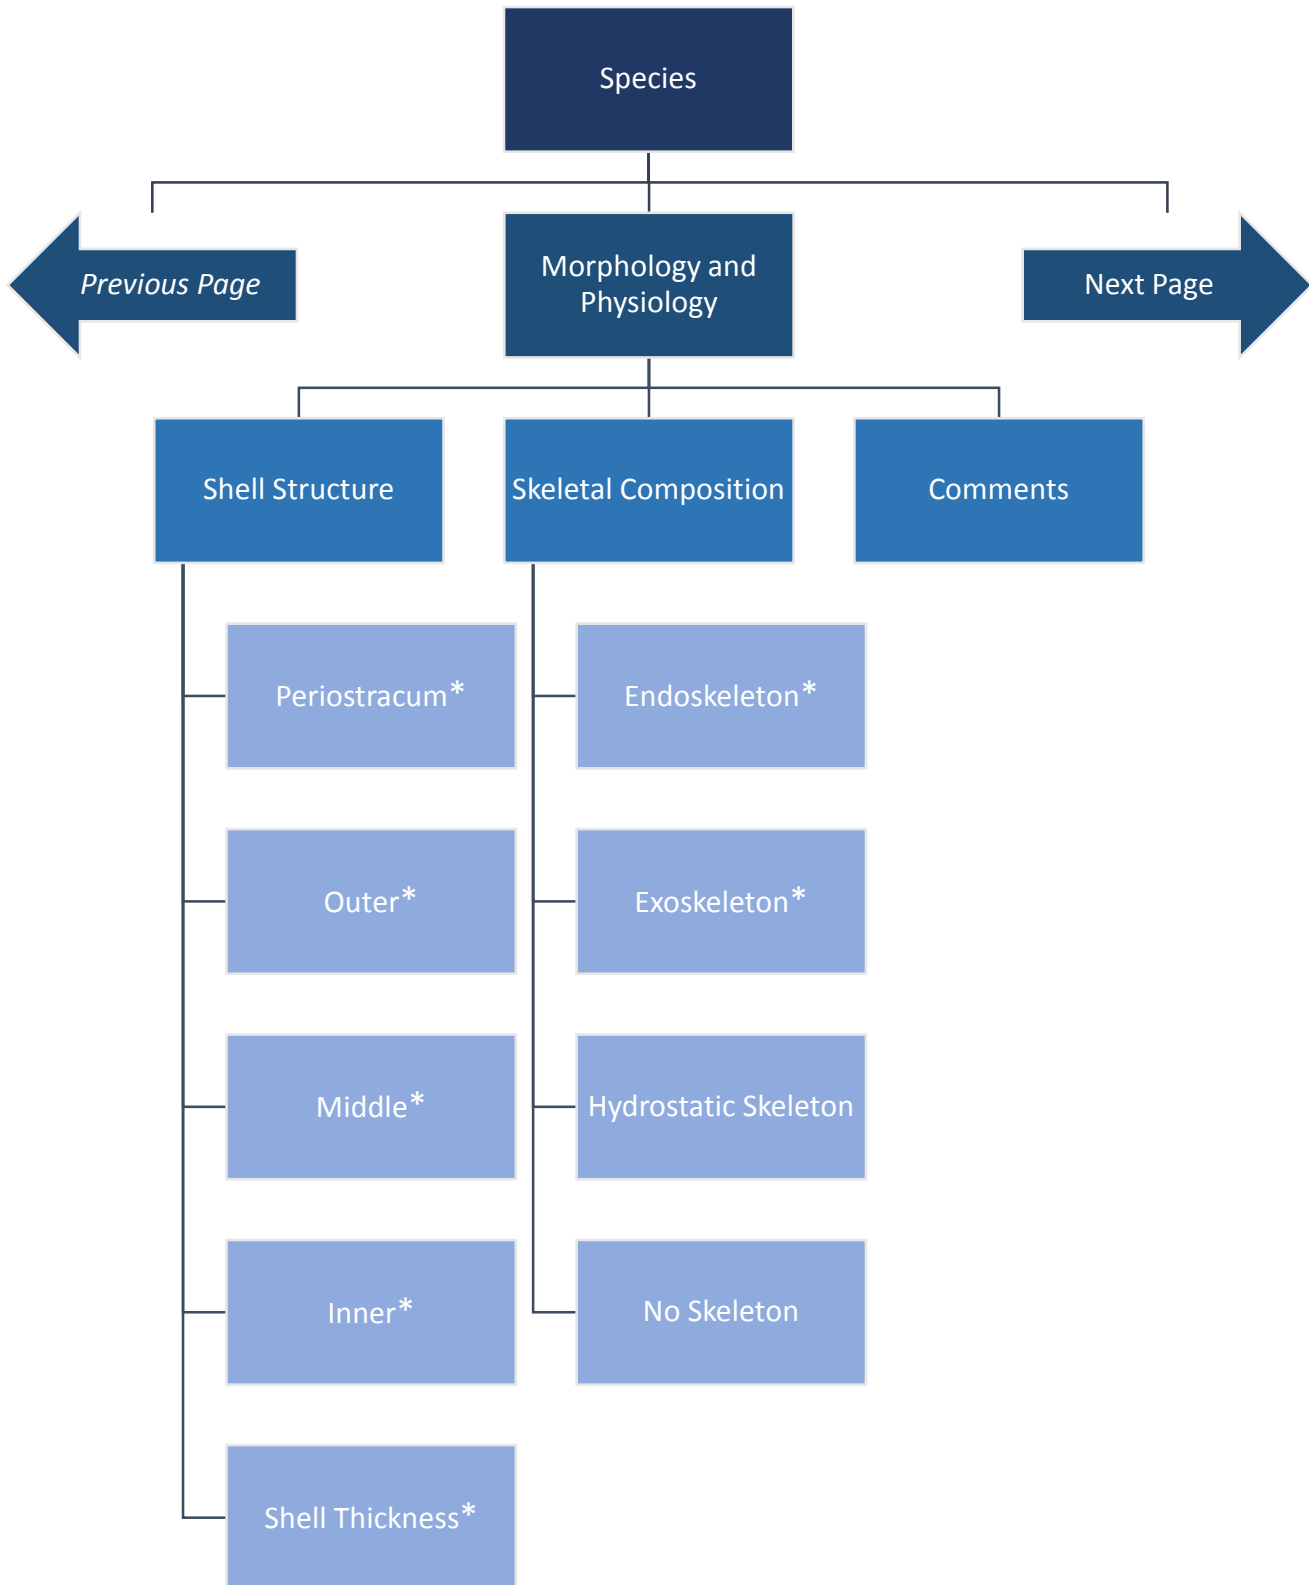 Species
Previous Page
Morphology and
Physiology
Next Page
Shell Structure
Skeletal Composition
Comments
Periostracum*
Endoskeleton*
Outer*
Exoskeleton*
Middle*
Hydrostatic Skeleton
Inner*
No Skeleton
Shell Thickness*